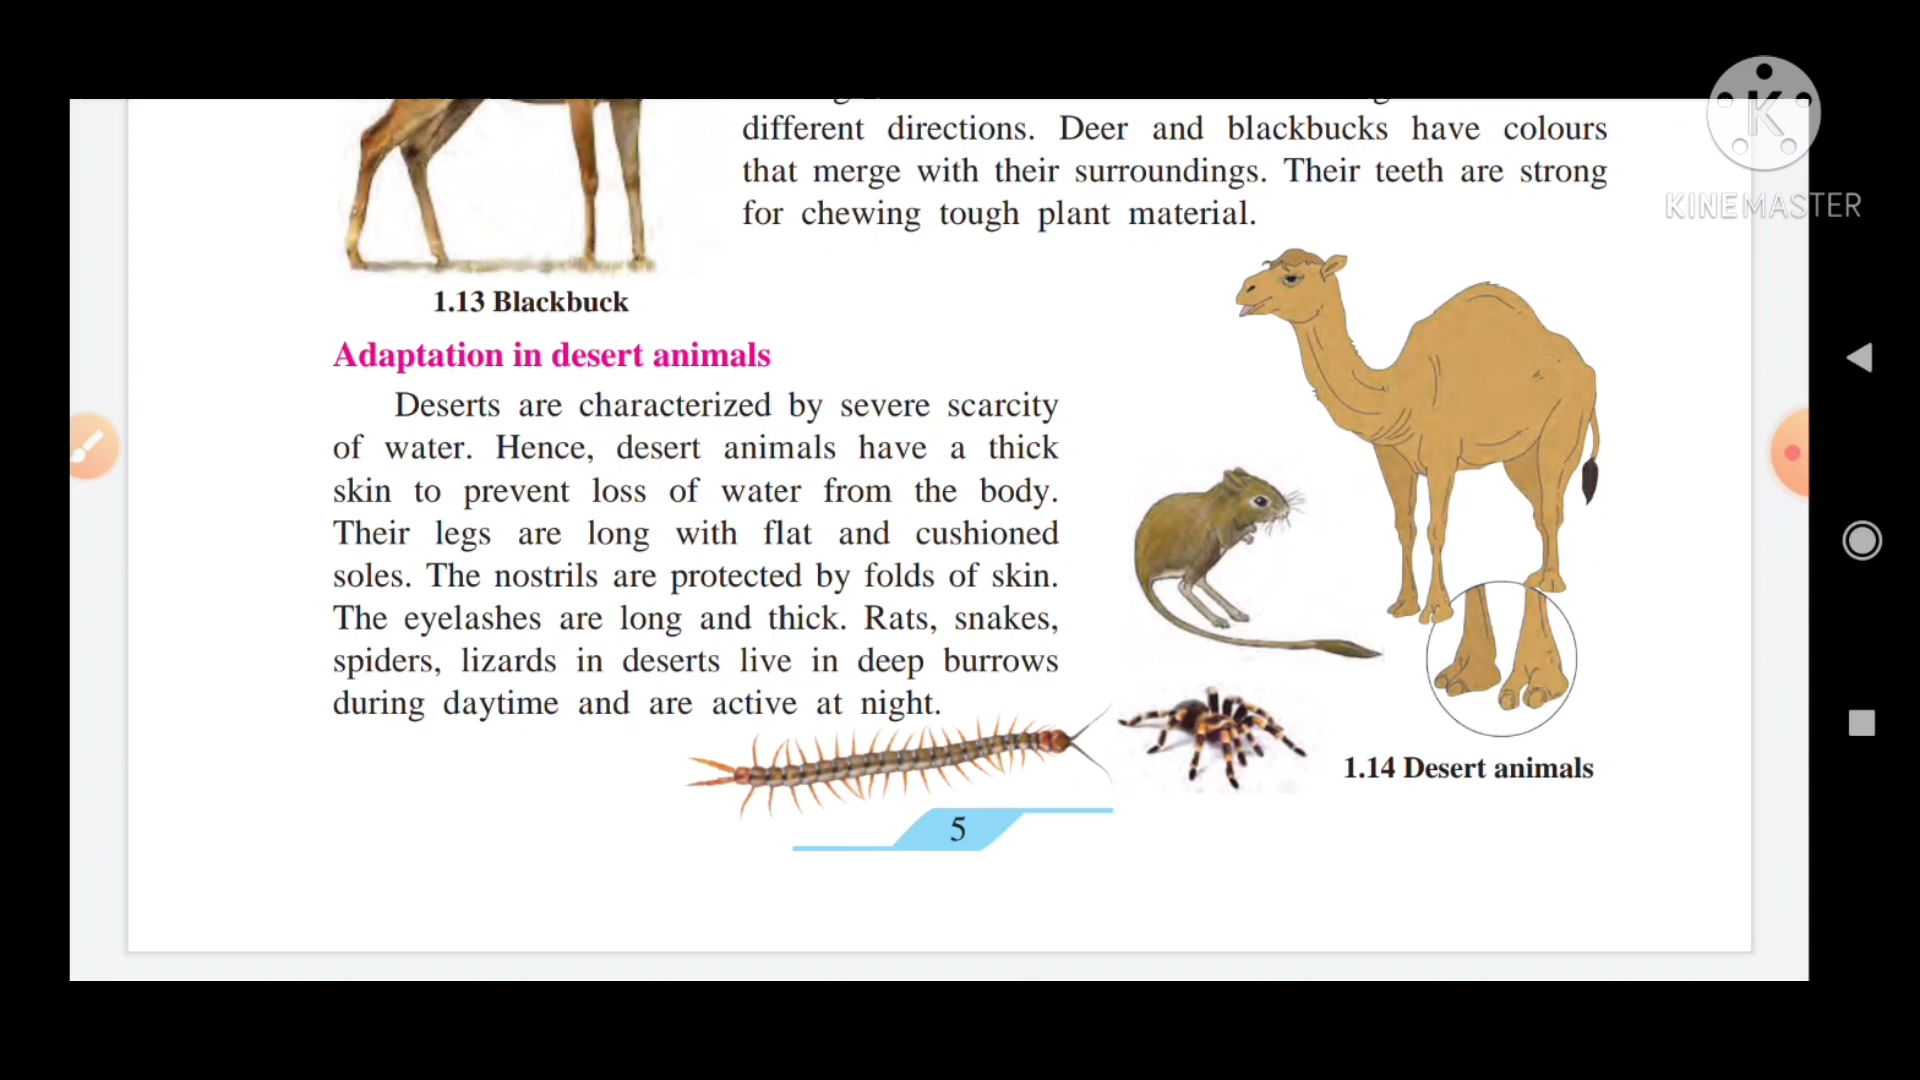 different directions. Deer and blackbucks have colours
that merge with their surroundings. Their teeth are strong
for chewing tough plant material.
1.13 Blackbuck
Adaptation in desert animals
Deserts are characterized by severe scarcity
of water. Hence, desert animals have a thick
skin to prevent loss of water from the body.
Their legs are long with flat and cushioned
soles. The nostrils are protected by folds of skin.
The eyelashes are long and thick. Rats, snakes,
spiders, lizards in deserts live in deep burrows
during daytime and are active at night.
1.14 Desert animals
5
K
KINEMASTER